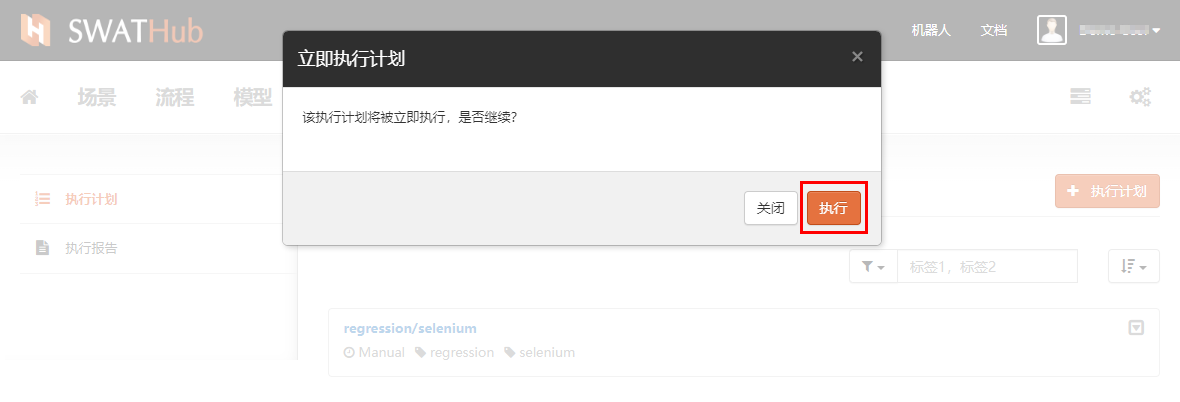 SWATHub
机器人 文档
立即执行计划 ×
场景 流程 模型
该执行计划将被立即执行，是否继续?
执行计划
执行计划
关闭 执行
执行报告
标签1，标签2
regression/selenium
Manual regression selenium